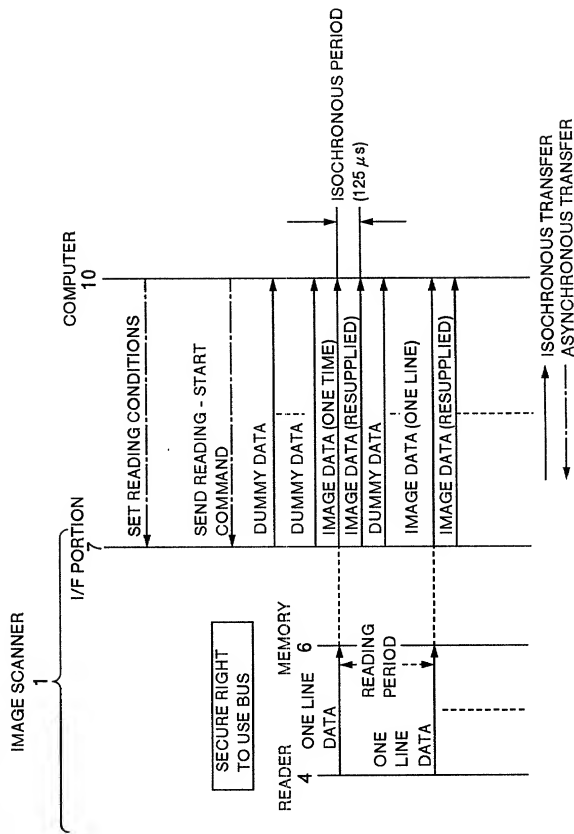 IMAGE SCANNER
1
I/F PORTION
7
COMPUTER
10
SET READING CONDITIONS
SECURE RIGHT
TO USE BUS
SEND READING - START
COMMAND
READER
4
MEMORY
6
DUMMY DATA
DUMMY DATA
ONE LINE
DATA
IMAGE DATA (ONE TIME)
IMAGE DATA (RESUPPLIED)
ISOCHRONOUS PERIOD
(125 μs)
READING
PERIOD
DUMMY DATA
ONE
LINE
DATA
IMAGE DATA (ONE LINE)
IMAGE DATA (RESUPPLIED)
ISOCHRONOUS TRANSFER
ASYNCHRONOUS TRANSFER